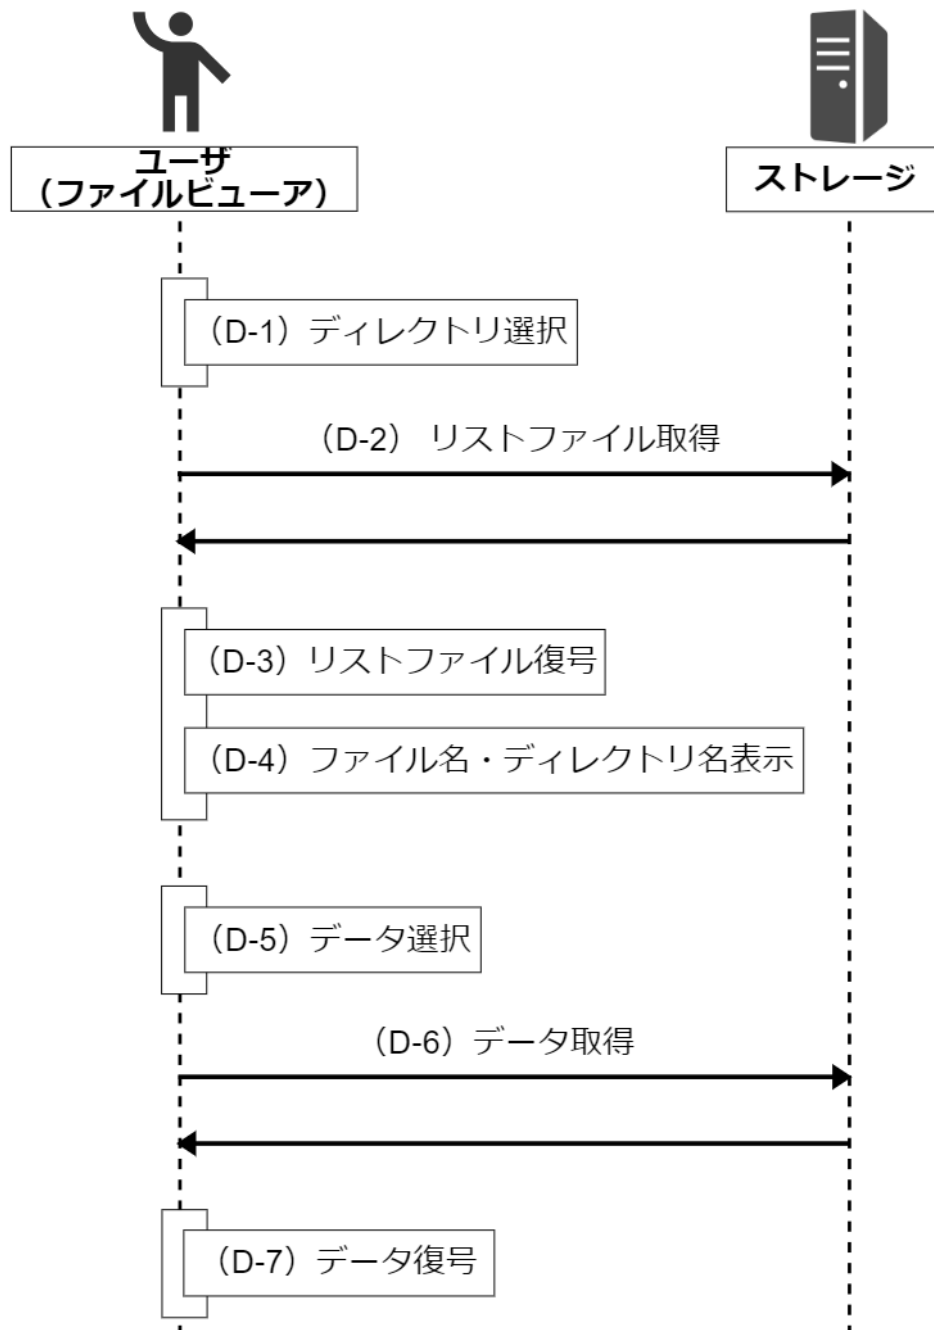 ユーザ
（ファイルビューア）
ストレージ
（D-1）ディレクトリ選択
（D-2） リストファイル取得
（D-3）リストファイル復号
（D-4）ファイル名・ディレクトリ名表示
（D-5）データ選択
（D-6）データ取得
（D-7）データ復号